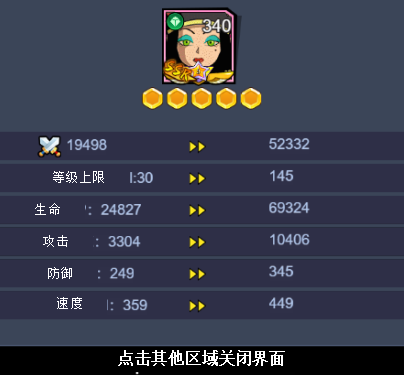 340
SSR
19498 52332
等级上限 :30 145
生命 : 24827 69324
攻击 : 3304 10406
防御 : 249 345
速度 : 359 449
点击其他区域关闭界面